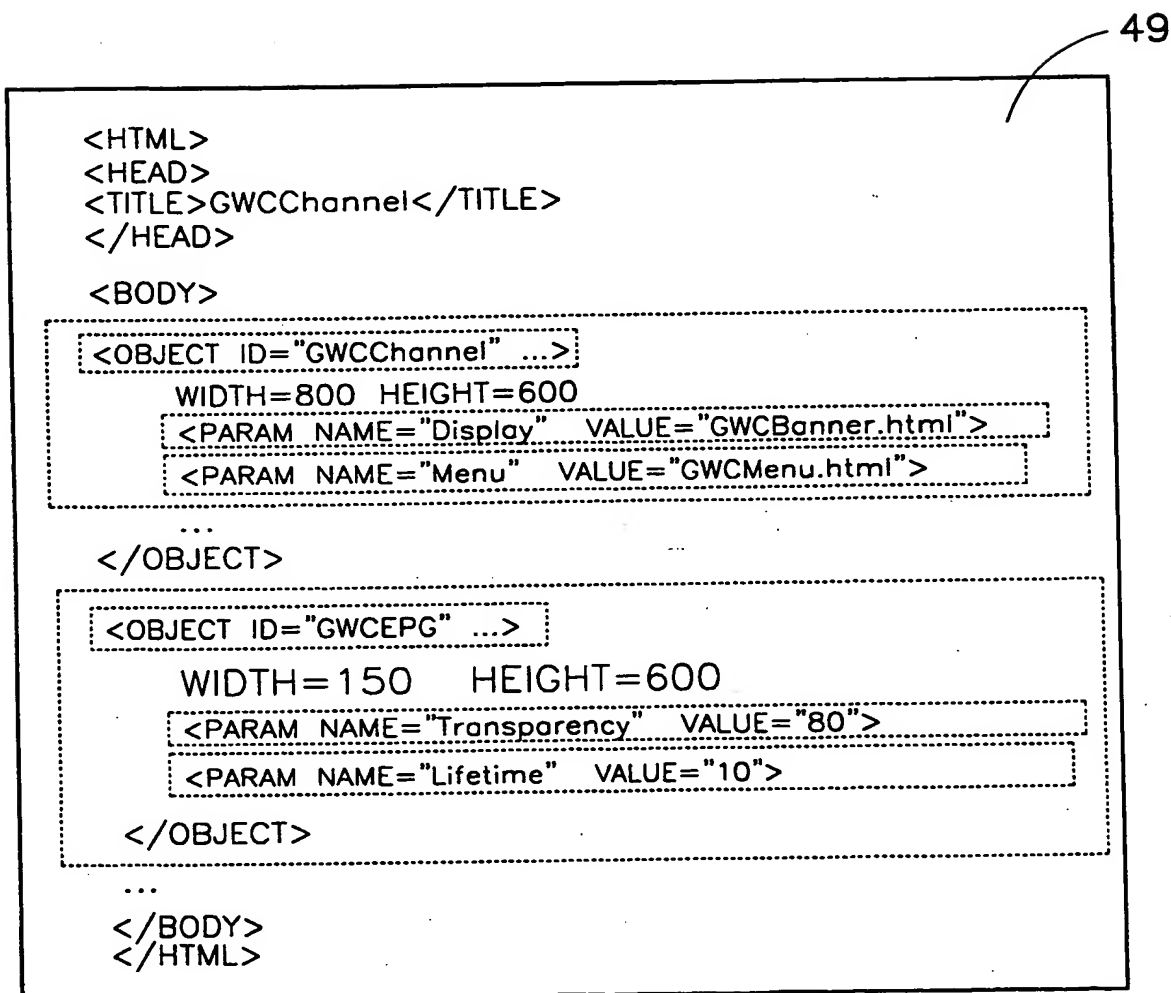 49
<HTML>
<HEAD>
<TITLE>GWCChannel</TITLE>
</HEAD>
<BODY>
<OBJECT ID="GWCChannel" ...>
WIDTH=800 HEIGHT=600
<PARAM NAME="Display" VALUE="GWCBanner.html">
<PARAM NAME="Menu" VALUE="GWCMenu.html">
...
</OBJECT>
<OBJECT ID="GWCEPG" ...>
WIDTH=150 HEIGHT=600
<PARAM NAME="Transparency" VALUE="80">
<PARAM NAME="Lifetime" VALUE="10">
</OBJECT>
...
</BODY>
</HTML>